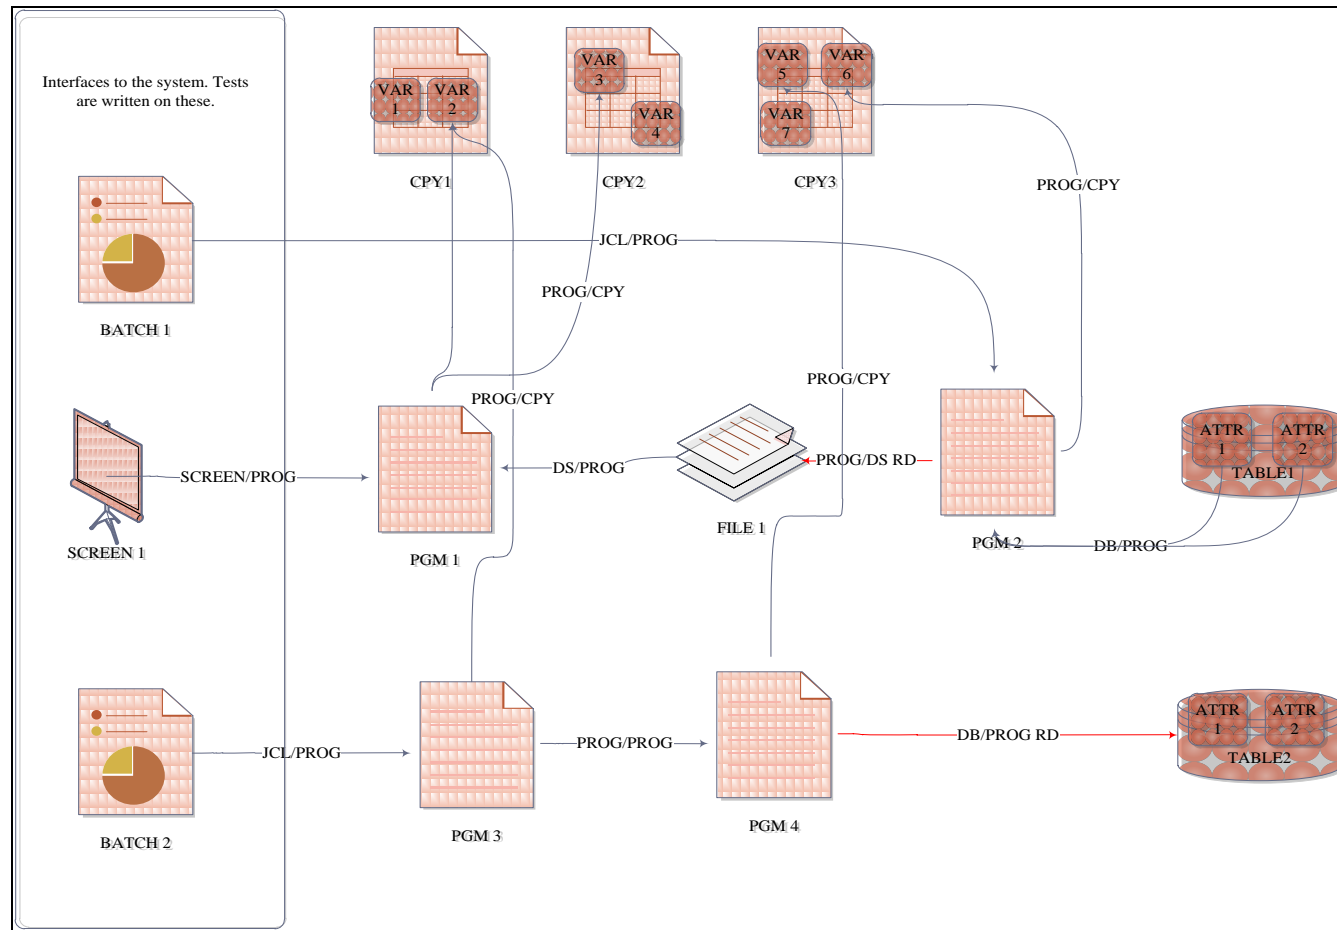 Interfaces to the system. Tests
are written on these.
VAR
1
VAR
2
CPY1
VAR
3
VAR
4
CPY2
VAR
5
VAR
6
VAR
7
CPY3
PROG/CPY
JCL/PROG
PROG/CPY
BATCH 1
PROG/CPY
PROG/CPY
SCREEN/PROG
SCREEN 1
PGM 1
DS/PROG
FILE 1
PROG/DS RD
PGM 2
ATTR
1
ATTR
2
TABLE1
DB/PROG
BATCH 2
JCL/PROG
PGM 3
PROG/PROG
PGM 4
DB/PROG RD
ATTR
1
ATTR
2
TABLE2